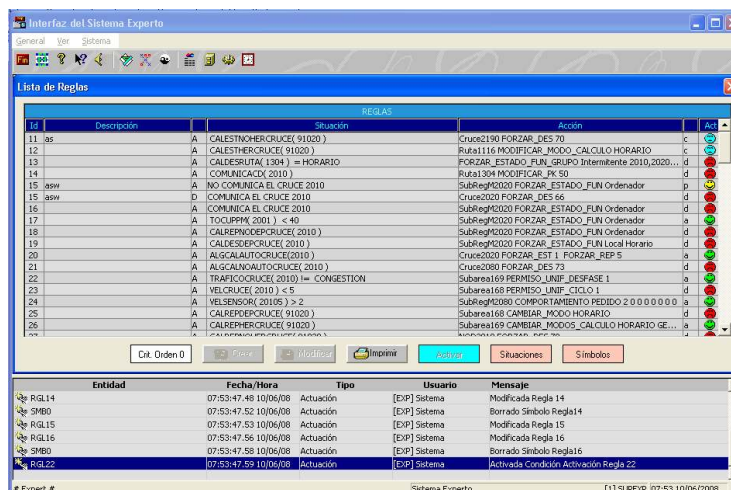 Interfaz del Sistema Experto
General Ver Sistema
Lista de Reglas
REGLAS
Id Descripción Situación Acción Act
11 as A CALESTNOHERCRUCE( 91020 ) Cruce2190 FORZAR_DES 70 c
12 A CALESTHERCRUCE( 91020 ) Ruta1116 MODIFICAR_MODO_CALCULO HORARIO c
13 A CALDESRUTA( 1304 ) = HORARIO FORZAR_ESTADO_FUN_GRUPO Intermitente 2010,2020... d
14 A COMUNICACD( 2010 ) Ruta1304 MODIFICAR_PK 50 d
15 asw A NO COMUNICA EL CRUCE 2010 SubRegM2020 FORZAR_ESTADO_FUN Ordenador p
15 asw D COMUNICA EL CRUCE 2010 Cruce2020 FORZAR_DES 66 d
16 A COMUNICA EL CRUCE 2010 SubRegM2020 FORZAR_ESTADO_FUN Ordenador d
17 A TOCUPPM( 2001 ) < 40 SubRegM2020 FORZAR_ESTADO_FUN Ordenador a
18 A CALREPNODEPCRUCE( 2010 ) SubRegM2020 FORZAR_ESTADO_FUN Ordenador d
19 A CALDESDEPCRUCE( 2010 ) SubRegM2020 FORZAR_ESTADO_FUN Local Horario d
20 A ALGCALAUTOCRUCE(2010 ) Cruce2020 FORZAR_EST 1 FORZAR_REP 5 a
21 A ALGCALNOAUTOCRUCE( 2010 ) Cruce2080 FORZAR_DES 73 d
22 A TRAFICOCRUCE( 2010) != CONGESTION Subarea169 PERMISO_UNIF_DESFASE 1 a
23 A VELCRUCE( 2010 ) < 5 Subarea168 PERMISO_UNIF_CICLO 1 d
24 A VELSENSOR( 20105 ) > 2 SubRegM2080 COMPORTAMIENTO PEDIDO 2 0 0 0 0 0 0 0 a
25 A CALREPDEPCRUCE( 91020 ) Subarea168 CAMBIAR_MODO HORARIO d
26 A CALREPHERCRUCE( 91020 ) Subarea169 CAMBIAR_MODOS_CALCULO HORARIO GE... a
Crit. Orden 0 Crear Modificar Imprimir Activar Situaciones Símbolos
Entidad Fecha/Hora Tipo Usuario Mensaje
RGL14 07:53:47.48 10/06/08 Actuación [EXP] Sistema Modificada Regla 14
SMB0 07:53:47.52 10/06/08 Actuación [EXP] Sistema Borrado Símbolo Regla14
RGL15 07:53:47.53 10/06/08 Actuación [EXP] Sistema Modificada Regla 15
RGL16 07:53:47.56 10/06/08 Actuación [EXP] Sistema Modificada Regla 16
SMB0 07:53:47.58 10/06/08 Actuación [EXP] Sistema Borrado Símbolo Regla16
RGL22 07:53:47.59 10/06/08 Actuación [EXP] Sistema Activada Condición Activación Regla 22
# Expert # Sistema Experto [1] SUPEXP 07:53 10/06/2008